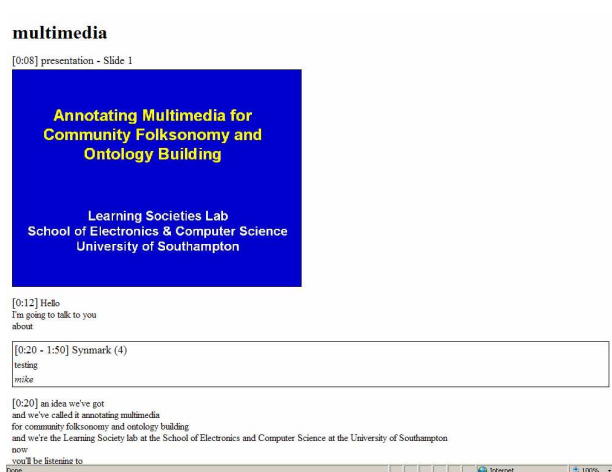 multimedia
[0:08] presentation - Slide 1
Annotating Multimedia for
Community Folksonomy and
Ontology Building
Learning Societies Lab
School of Electronics & Computer Science
University of Southampton
[0:12] Hello
I'm going to talk to you
about
[0:20 - 1:50] Synmark (4)
testing
mike
[0:20] an idea we've got
and we've called it annotating multimedia
for community folksonomy and ontology building
and we're the Learning Society lab at the School of Electronics and Computer Science at the University of Southampton
now
you'll be listening to
Done Internet 100%